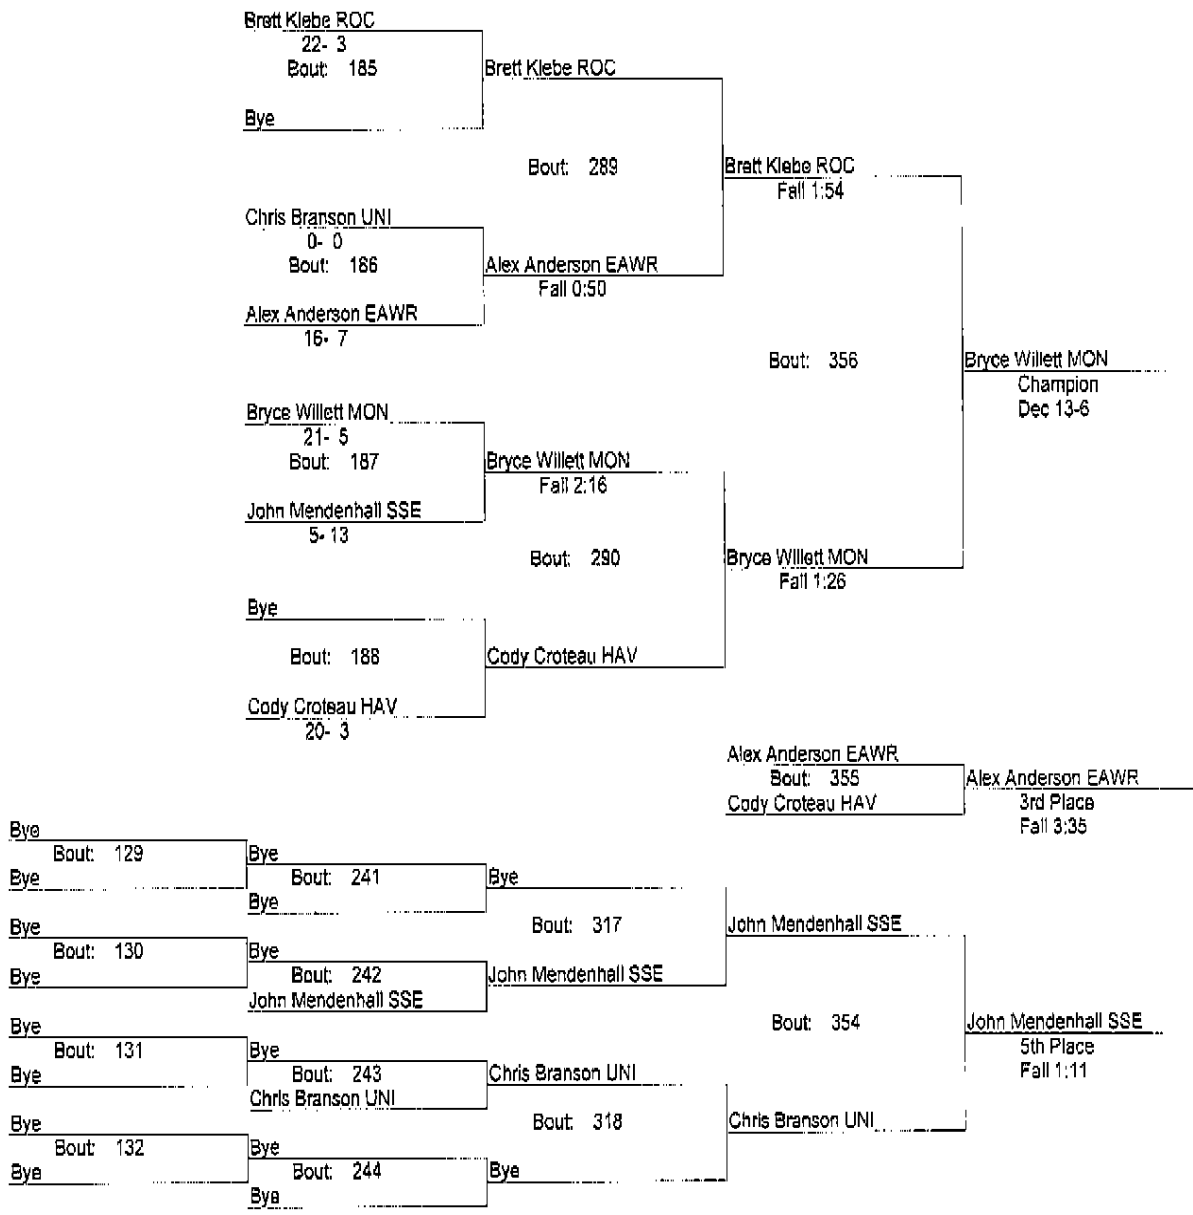 Brett Klebe ROC
22- 3
Bout: 185
Brett Klebe ROC
Bye
Bout: 289
Brett Klebe ROC
Fall 1:54
Chris Branson UNI
0- 0
Bout: 186
Alex Anderson EAWR
Fall 0:50
Alex Anderson EAWR
16- 7
Bout: 356
Bryce Willett MON
Champion
Dec 13-6
Bryce Willett MON
21- 5
Bout: 187
Bryce Willett MON
Fall 2:16
John Mendenhall SSE
5- 13
Bout: 290
Bryce Willett MON
Fall 1:26
Bye
Bout: 188
Cody Croteau HAV
Cody Croteau HAV
20- 3
Alex Anderson EAWR
Bout: 355
Alex Anderson EAWR
Cody Croteau HAV
3rd Place
Fall 3:35
Bye
Bout: 129
Bye
Bye
Bout: 241
Bye
Bye
Bout: 317
John Mendenhall SSE
Bye
Bout: 130
Bye
Bye
Bout: 242
John Mendenhall SSE
John Mendenhall SSE
Bout: 354
John Mendenhall SSE
5th Place
Fall 1:11
Bye
Bout: 131
Bye
Bye
Bout: 243
Chris Branson UNI
Chris Branson UNI
Bout: 318
Chris Branson UNI
Bye
Bout: 132
Bye
Bye
Bout: 244
Bye
Bye